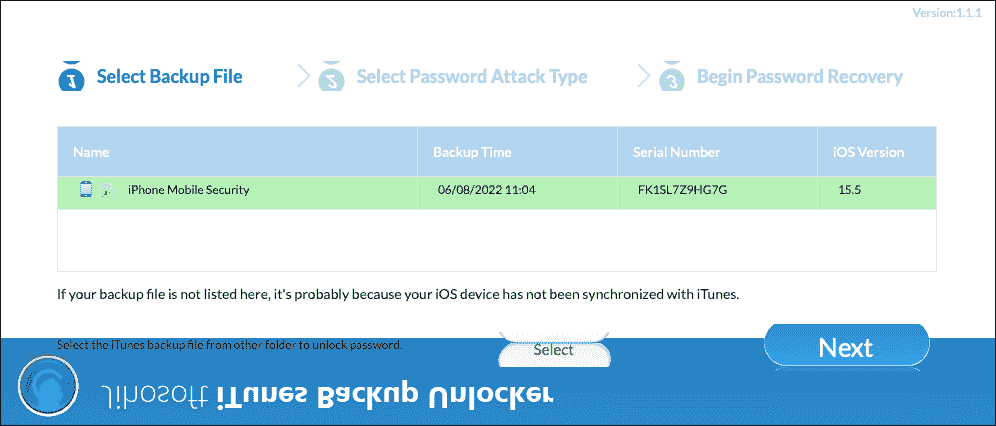 Version:1.1.1
1 Select Backup File 2 Select Password Attack Type 3 Begin Password Recovery
Name Backup Time Serial Number iOS Version
iPhone Mobile Security 06/08/2022 11:04 FK1SL7Z9HG7G 15.5
If your backup file is not listed here, it's probably because your iOS device has not been synchronized with iTunes.
Select the iTunes backup file from other folder to unlock password. Select Next
Jihosoft iTunes Backup Unlocker